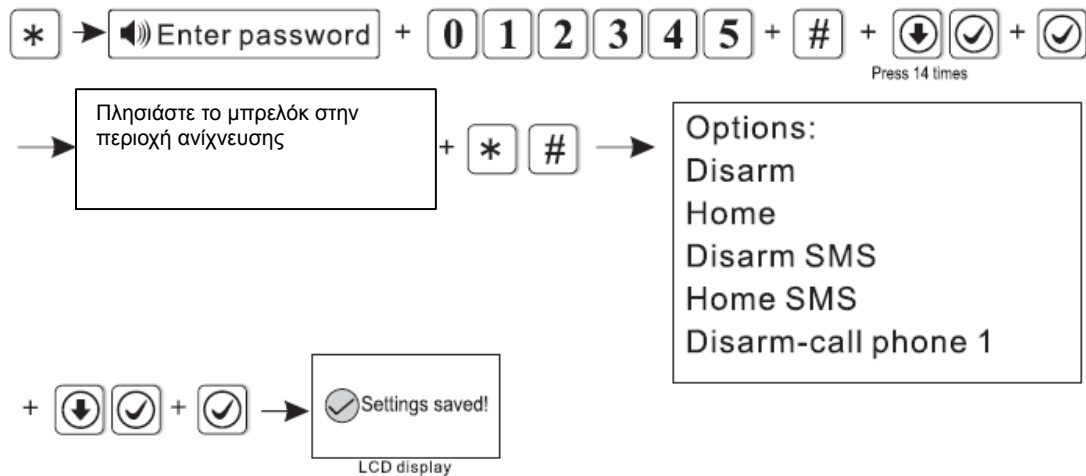 * Enter password + 0 1 2 3 4 5 + # + +
Press 14 times
Πλησιάστε το μπρελόκ στην
περιοχή ανίχνευσης
+ * #
Options:
Disarm
Home
Disarm SMS
Home SMS
Disarm-call phone 1
+ + Settings saved!
LCD display